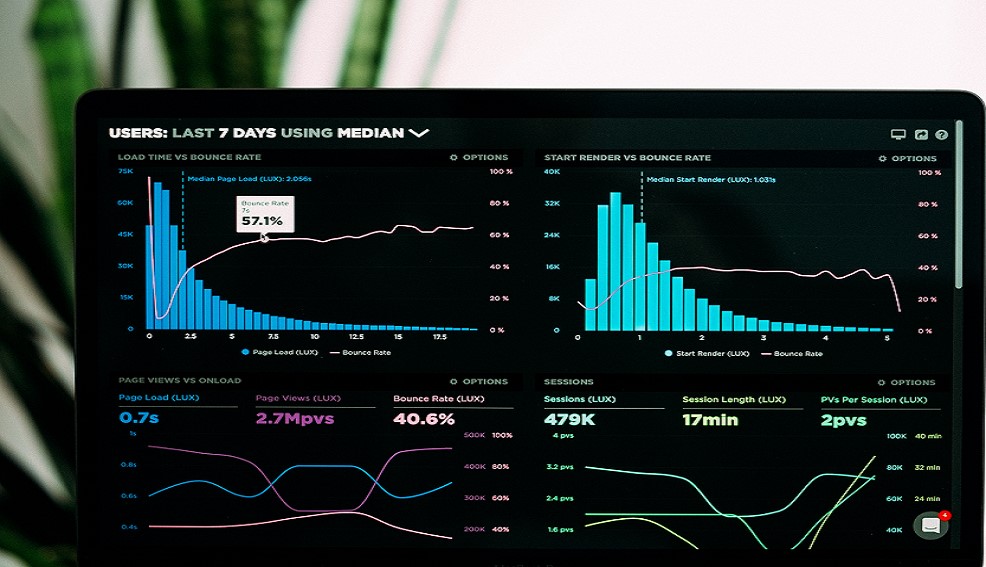 USERS: LAST 7 DAYS USING MEDIAN
LOAD TIME VS BOUNCE RATE
OPTIONS
75K
60K
45K
30K
15K
0
Median Page Load (LUX): 2.056s
Bounce Rate
7s
57.1%
100 %
80 %
60 %
40 %
20 %
0 %
0 2.5 5 7.5 10 12.5 15 17.5
Page Load (LUX) Bounce Rate
START RENDER VS BOUNCE RATE
OPTIONS
40K
32K
24K
16K
8K
0
Median Start Render (LUX): 1.031s
100 %
80 %
60 %
40 %
20 %
0 %
0 1 2 3 4 5
Start Render (LUX) Bounce Rate
PAGE VIEWS VS ONLOAD
OPTIONS
Page Load (LUX) Page Views (LUX) Bounce Rate (LUX)
0.7s 2.7Mpvs 40.6%
1s
0.8s
0.6s
0.4s
500K 100%
400K 80%
300K 60%
200K 40%
SESSIONS
OPTIONS
Sessions (LUX) Session Length (LUX) PVs Per Session (LUX)
479K 17min 2pvs
4 pvs
3.2 pvs
2.4 pvs
1.6 pvs
100K 40 min
80K 32 min
60K 24 min
40K
4